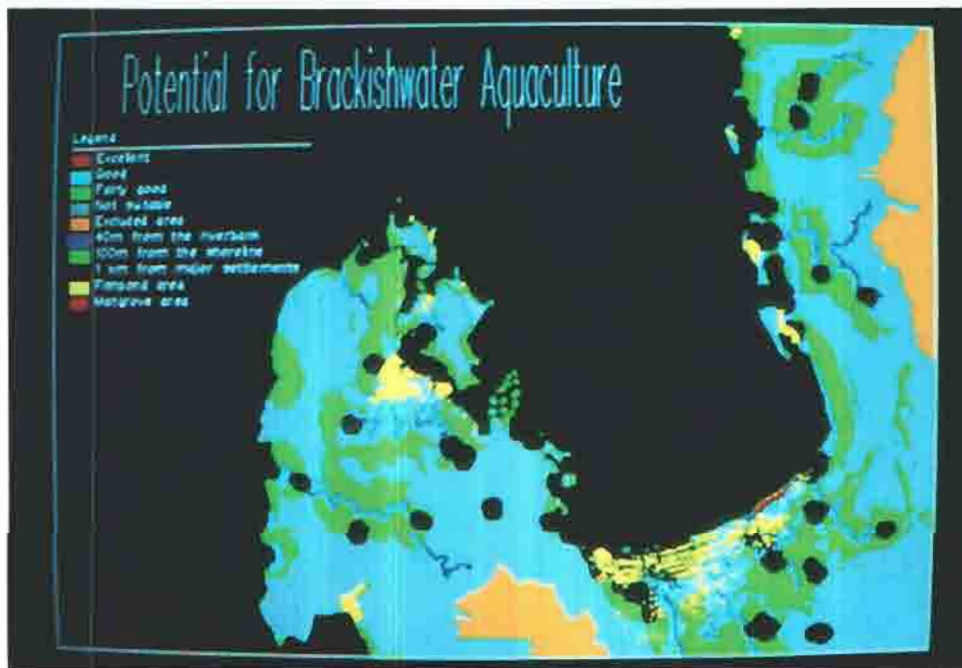 Potential for Brackishwater Aquaculture
Legend
Excellent
Good
Fairly good
Not suitable
Excluded area
40m from the riverbank
100m from the shoreline
1 km from major settlements
Fishpond area
Mangrove area